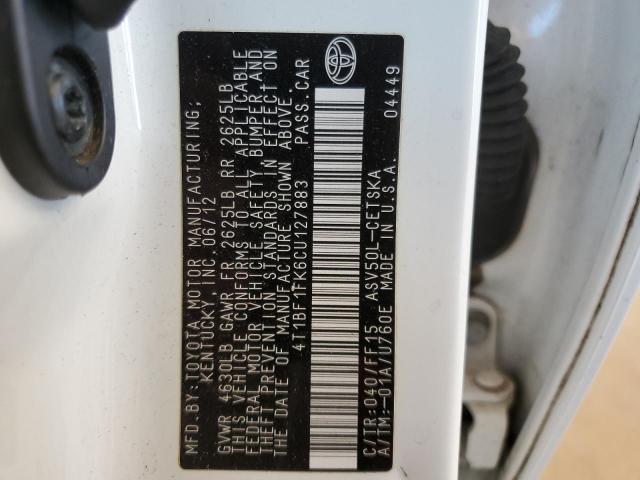 MFD. BY: TOYOTA MOTOR MANUFACTURING,
KENTUCKY, INC. 06/12
GVWR 4630LB GAWR FR 2625LB RR 2625LB
THIS VEHICLE CONFORMS TO ALL APPLICABLE
FEDERAL MOTOR VEHICLE SAFETY, BUMPER, AND
THEFT PREVENTION STANDARDS IN EFFECT ON
THE DATE OF MANUFACTURE SHOWN ABOVE.
4T1BF1FK6CU127883 PASS. CAR
C/TR:040/FF15 ASV50L-CETSKA
A/TM:-01A/U760E MADE IN U.S.A. 04449